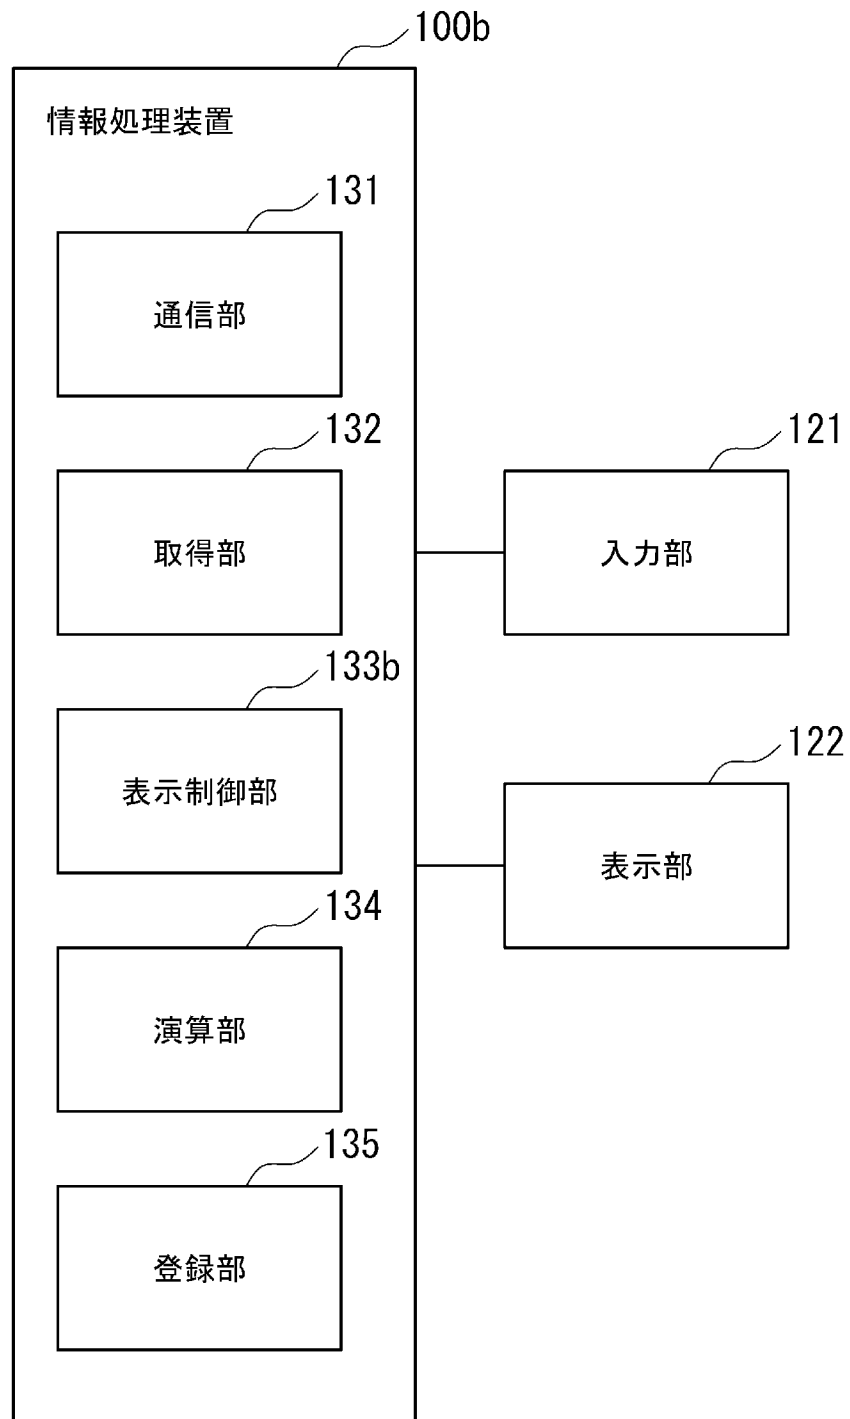 100b
情報処理装置
131
通信部
132
取得部
121
入力部
133b
表示制御部
122
表示部
134
演算部
135
登録部